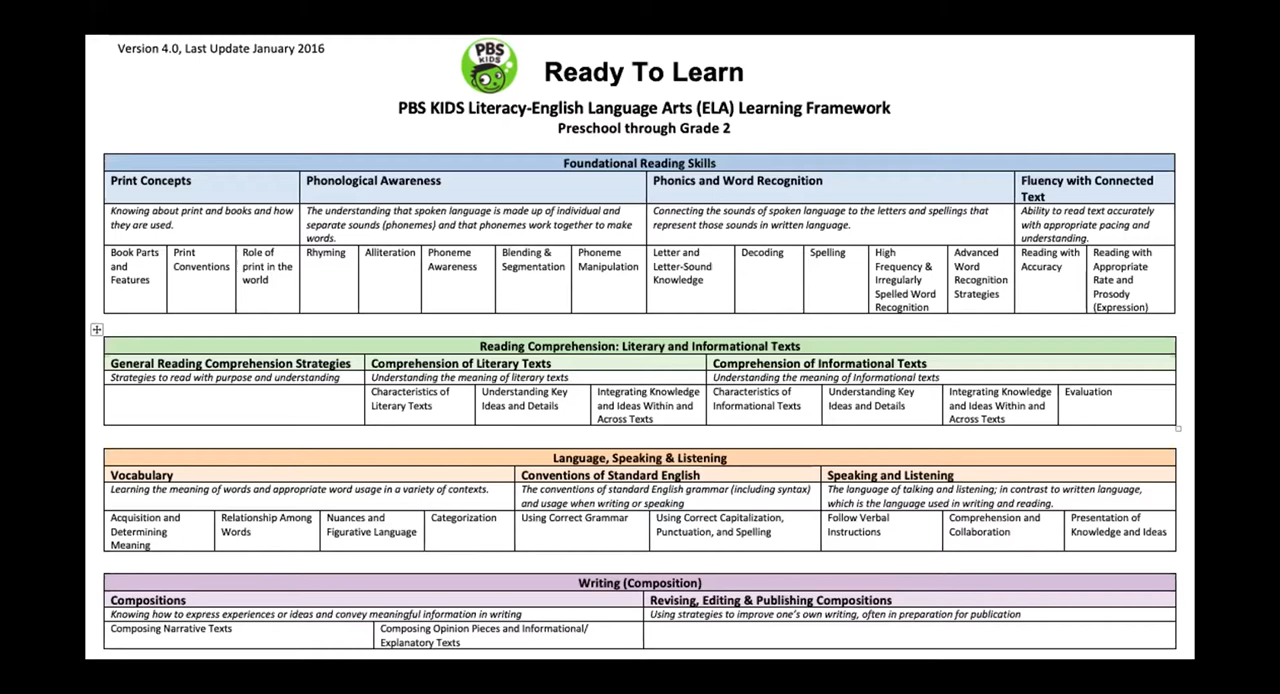 Version 4.0, Last Update January 2016
PBS
KIDS
Ready To Learn
PBS KIDS Literacy-English Language Arts (ELA) Learning Framework
Preschool through Grade 2
Foundational Reading Skills
Print Concepts
Knowing about print and books and how
they are used.
Book Parts
and
Features
Print
Conventions
Role of
print in the
world
Phonological Awareness
The understanding that spoken language is made up of individual and
separate sounds (phonemes) and that phonemes work together to make
words.
Rhyming
Alliteration
Phoneme
Awareness
Blending &
Segmentation
Phoneme
Manipulation
Phonics and Word Recognition
Connecting the sounds of spoken language to the letters and spellings that
represent those sounds in written language.
Letter and
Letter-Sound
Knowledge
Decoding
Spelling
High
Frequency &
Irregularly
Spelled Word
Recognition
Advanced
Word
Recognition
Strategies
Fluency with Connected
Text
Ability to read text accurately
with appropriate pacing and
understanding.
Reading with
Accuracy
Reading with
Appropriate
Rate and
Prosody
(Expression)
Reading Comprehension: Literary and Informational Texts
General Reading Comprehension Strategies
Strategies to read with purpose and understanding
Comprehension of Literary Texts
Understanding the meaning of literary texts
Characteristics of
Literary Texts
Understanding Key
Ideas and Details
Integrating Knowledge
and Ideas Within and
Across Texts
Comprehension of Informational Texts
Understanding the meaning of Informational texts
Characteristics of
Informational Texts
Understanding Key
Ideas and Details
Integrating Knowledge
and Ideas Within and
Across Texts
Evaluation
Language, Speaking & Listening
Vocabulary
Learning the meaning of words and appropriate word usage in a variety of contexts.
Acquisition and
Determining
Meaning
Relationship Among
Words
Nuances and
Figurative Language
Categorization
Conventions of Standard English
The conventions of standard English grammar (including syntax)
and usage when writing or speaking
Using Correct Grammar
Using Correct Capitalization,
Punctuation, and Spelling
Speaking and Listening
The language of talking and listening; in contrast to written language,
which is the language used in writing and reading.
Follow Verbal
Instructions
Comprehension and
Collaboration
Presentation of
Knowledge and Ideas
Writing (Composition)
Compositions
Knowing how to express experiences or ideas and convey meaningful information in writing
Composing Narrative Texts
Composing Opinion Pieces and Informational/
Explanatory Texts
Revising, Editing & Publishing Compositions
Using strategies to improve one's own writing, often in preparation for publication